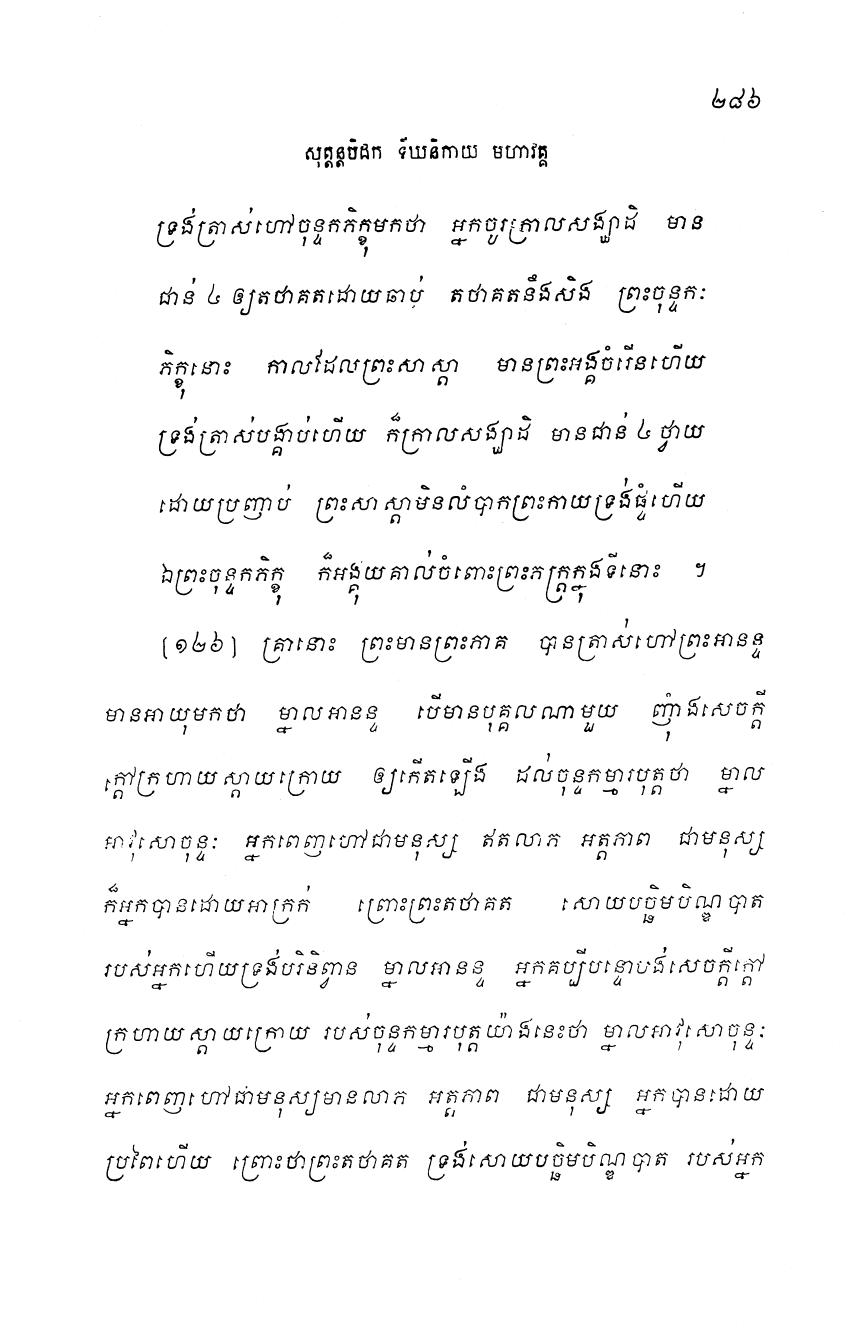 ២៨៦
សុត្តន្តបិដក ទីឃនិកាយ មហាវគ្គ
ទ្រង់ត្រាស់ហៅចុន្ទកភិក្ខុមកថា អ្នកចូរក្រាលសង្ឃាដិ មាន
ជាន់ ៤ ឲ្យតថាគតដោយឆាប់ តថាគតនឹងសិង ព្រះចុន្ទកៈ
ភិក្ខុនោះ កាលដែលព្រះសាស្តា មានព្រះអង្គចំរើនហើយ
ទ្រង់ត្រាស់បង្គាប់ហើយ ក៏ក្រាលសង្ឃាដិ មានជាន់ ៤ ថ្វាយ
ដោយប្រញាប់ ព្រះសាស្តាមិនលំបាកព្រះកាយទ្រង់ផ្ទំហើយ
ឯព្រះចុន្ទកភិក្ខុ ក៏អង្គុយគាល់ចំពោះព្រះភក្ត្រក្នុងទីនោះ ។
[១២៦] គ្រានោះ ព្រះមានព្រះភាគ បានត្រាស់ហៅព្រះអានន្ទ
មានអាយុមកថា ម្នាលអានន្ទ បើមានបុគ្គលណាមួយ ញ៉ុំាងសេចក្តី
ក្តៅក្រហាយស្តាយក្រោយ ឲ្យកើតឡើង ដល់ចុន្ទកម្មារបុត្តថា ម្នាល
អាវុសោចុន្ទៈ អ្នកពេញហៅជាមនុស្ស ឥតលាភ អត្តភាព ជាមនុស្ស
ក៏អ្នកបានដោយអាក្រក់ ព្រោះព្រះតថាគត សោយបច្ឆិមបិណ្ឌបាត
របស់អ្នកហើយទ្រង់បរិនិព្វាន ម្នាលអានន្ទ អ្នកគប្បីបន្ទោបង់សេចក្តីក្តៅ
ក្រហាយស្តាយក្រោយ របស់ចុន្ទកម្មារបុត្តយ៉ាងនេះថា ម្នាលអាវុសោចុន្ទៈ
អ្នកពេញហៅជាមនុស្សមានលាភ អត្តភាព ជាមនុស្ស អ្នកបានដោយ
ប្រពៃហើយ ព្រោះថាព្រះតថាគត ទ្រង់សោយបច្ឆិមបិណ្ឌបាត របស់អ្នក